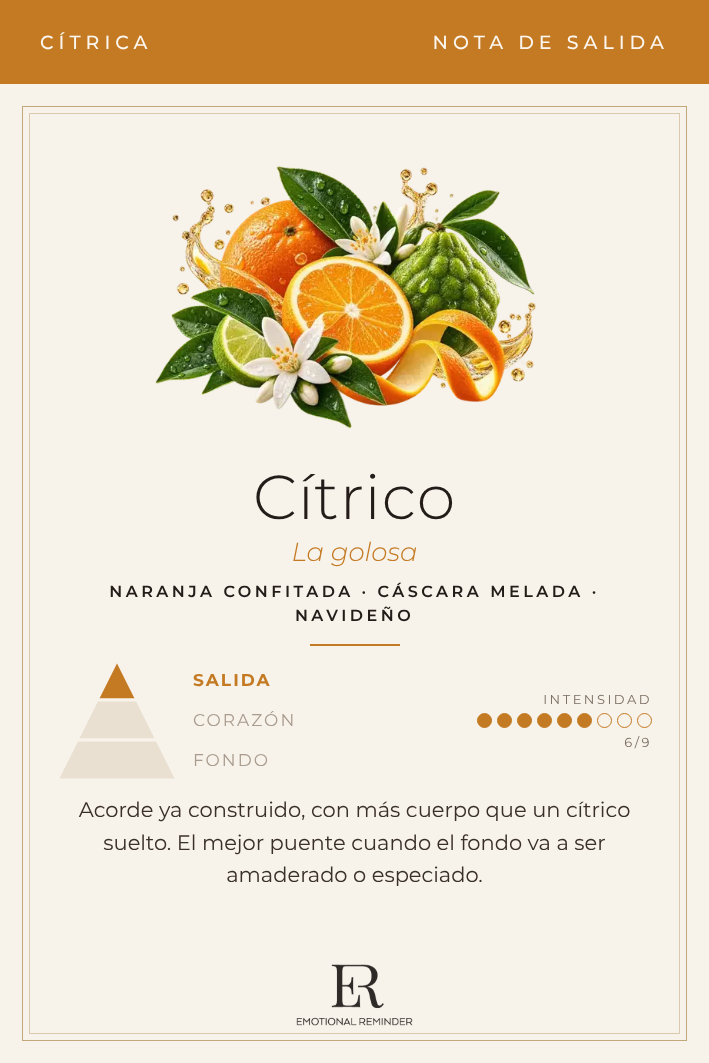 CÍTRICA
NOTA DE SALIDA
Cítrico
La golosa
NARANJA CONFITADA · CÁSCARA MELADA ·
NAVIDEÑO
SALIDA
CORAZÓN
FONDO
INTENSIDAD
6/9
Acorde ya construido, con más cuerpo que un cítrico
suelto. El mejor puente cuando el fondo va a ser
amaderado o especiado.
ER
EMOTIONAL REMINDER